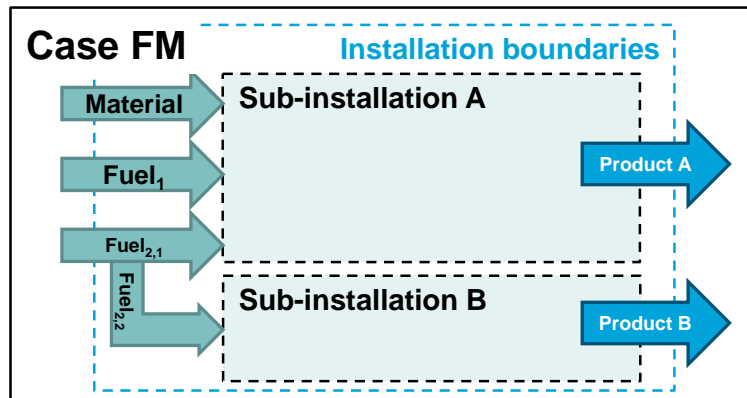 Case FM
Installation boundaries
Material
Sub-installation A
Fuel1
Product A
Fuel2,1
Fuel2,2
Sub-installation B
Product B